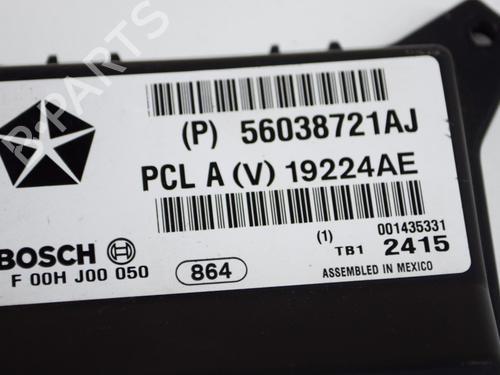 (P) 56038721AJ
PCL A (V) 19224AE
001435331
(1) TB1 2415
BOSCH
F 00H J00 050 864
ASSEMBLED IN MEXICO
B-PARTS